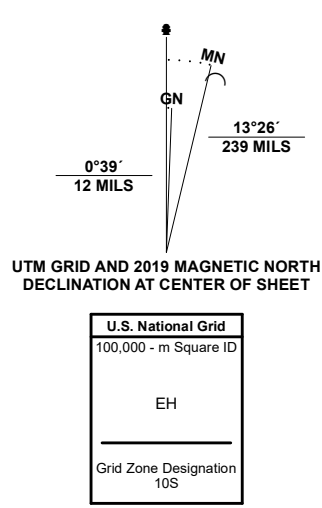 MN
GN
13°26´
239 MILS
0°39´
12 MILS
UTM GRID AND 2019 MAGNETIC NORTH
DECLINATION AT CENTER OF SHEET
U.S. National Grid
100,000 - m Square ID
EH
Grid Zone Designation
10S